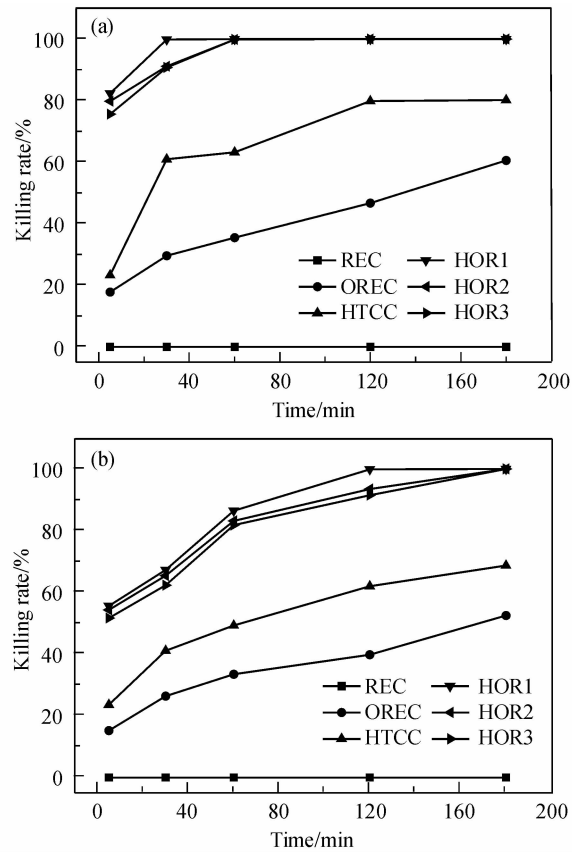 (a)
100
80
60
40
20
0
Killing rate/%
REC HOR1
OREC HOR2
HTCC HOR3
0 40 80 120 160 200
Time/min
(b)
100
80
60
40
20
0
Killing rate/%
REC HOR1
OREC HOR2
HTCC HOR3
0 40 80 120 160 200
Time/min